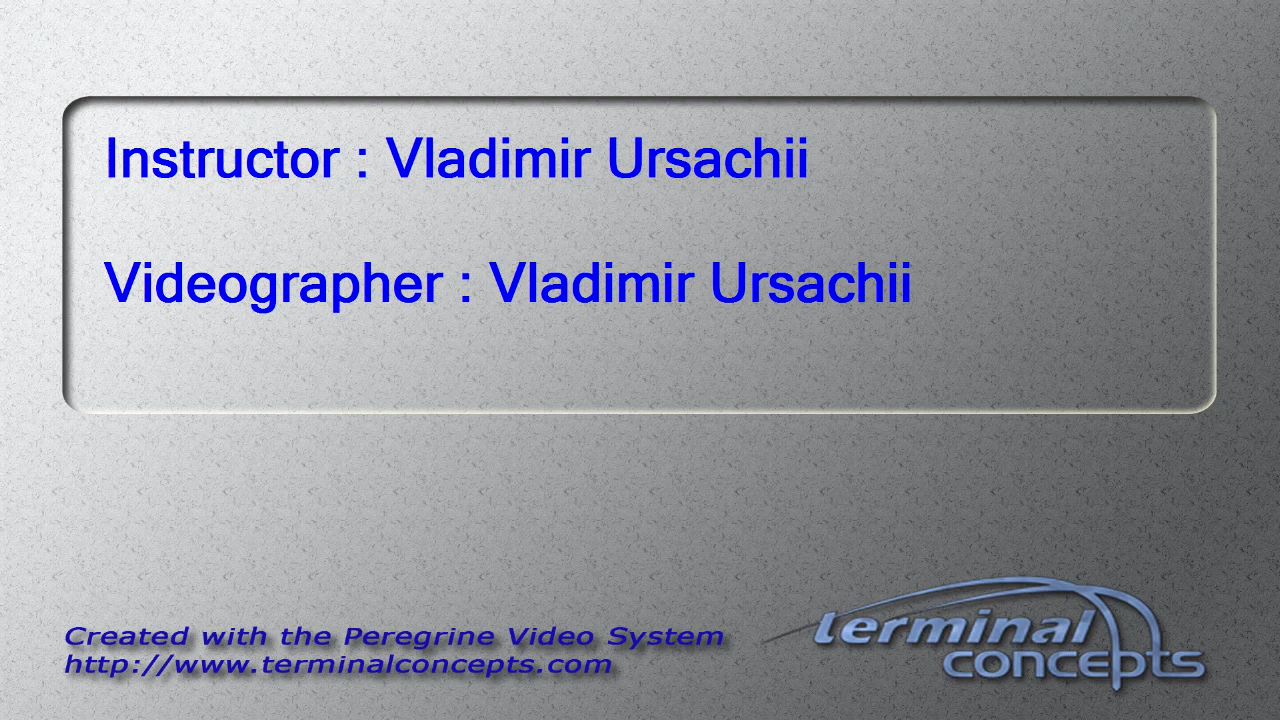 Instructor : Vladimir Ursachii
Videographer : Vladimir Ursachii
Created with the Peregrine Video System
http://www.terminalconcepts.com
terminal
concepts